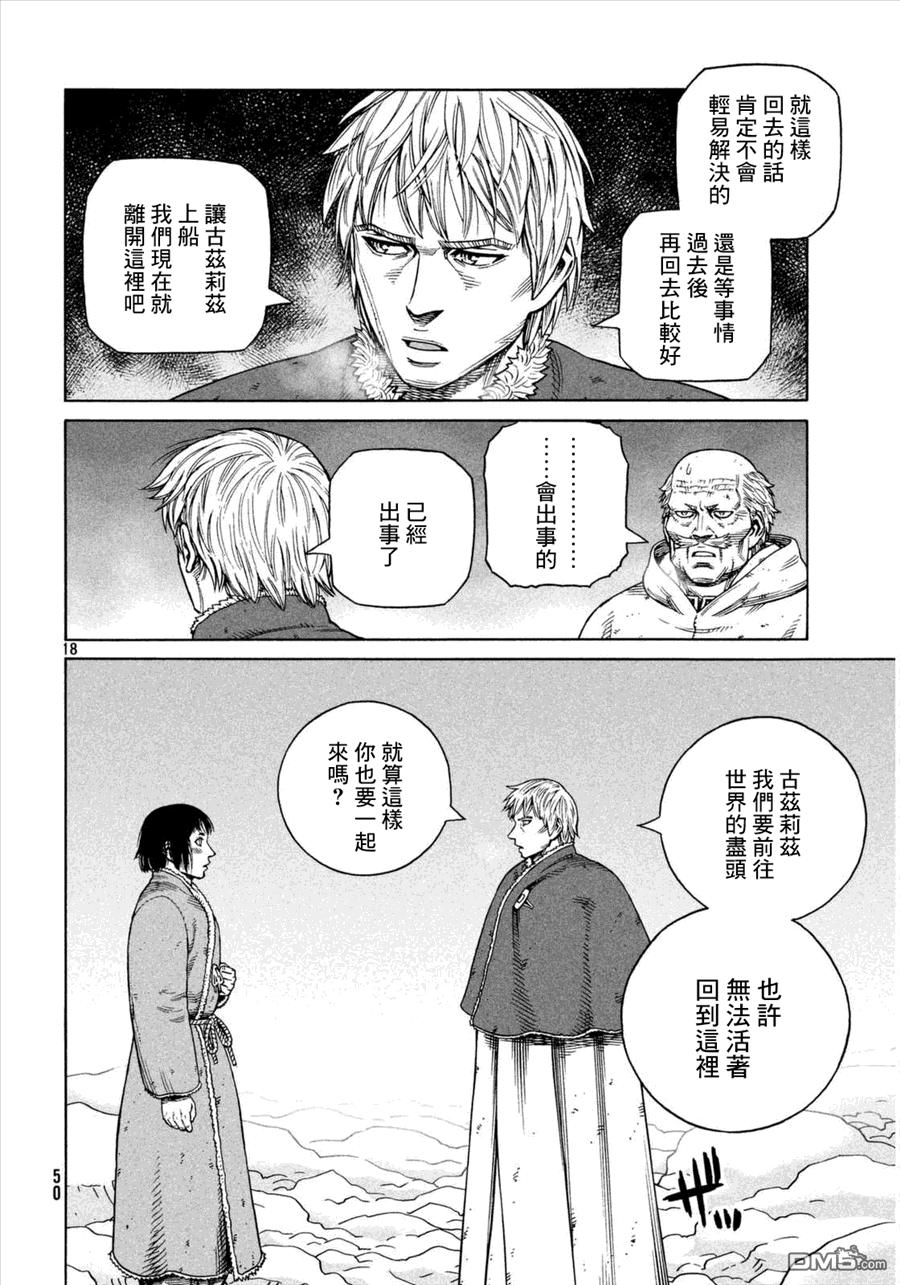 就這樣
回去的話
肯定不會
輕易解決的
還是等事情
過去後
再回去比較好
讓古茲莉茲
上船
我們現在就
離開這裡吧
………………
……會出事的
已經
出事了
18
古茲莉茲
我們要前往
世界的盡頭
也許
無法活著
回到這裡
就算這樣
你也要一起
來嗎？
50
DM5.com